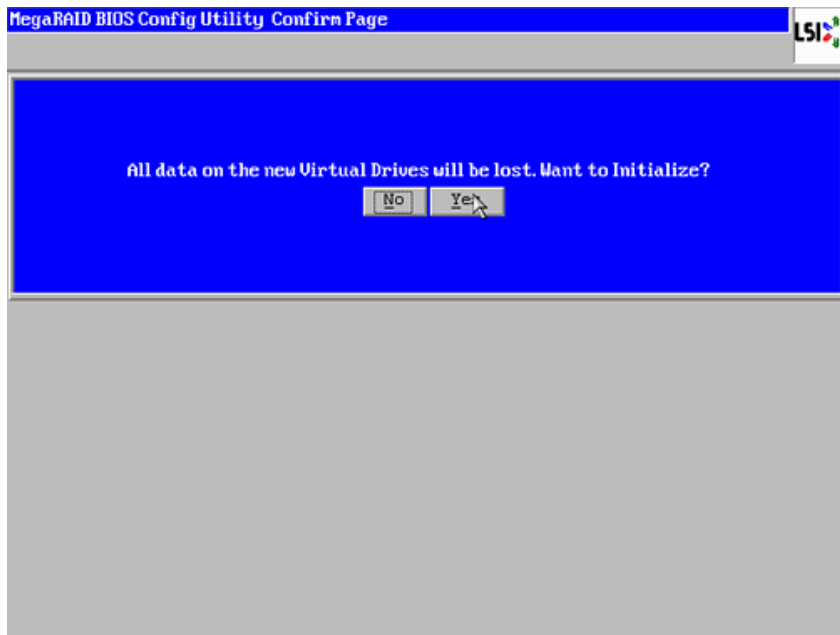 MegaRAID BIOS Config Utility Confirm Page
LSI
All data on the new Virtual Drives will be lost. Want to Initialize?
No
Yes